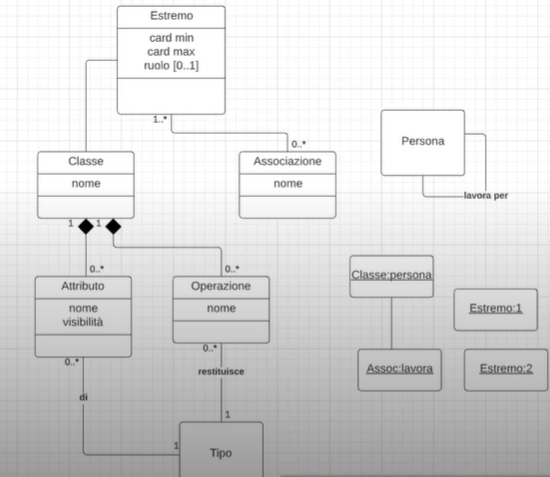 Estremo
card min
card max
ruolo [0..1]
1..*
0..*
Classe
nome
Associazione
nome
Persona
lavora per
1
1
0..*
0..*
Attributo
nome
visibilità
Operazione
nome
Classe:persona
Estremo:1
Assoc:lavora
Estremo:2
0..*
0..*
restituisce
di
1
1
Tipo